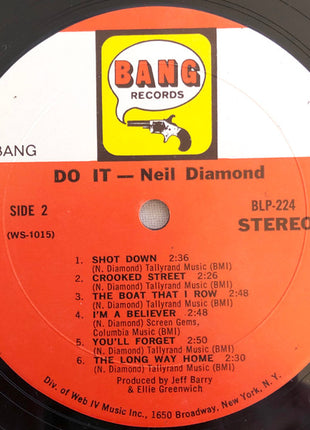 BANG
RECORDS
BANG
DO IT — Neil Diamond
SIDE 2
BLP-224
(WS-1015)
STEREO
1. SHOT DOWN 2:36
(N. Diamond) Tallyrand Music (BMI)
2. CROOKED STREET 2:26
(N. Diamond) Tallyrand Music (BMI)
3. THE BOAT THAT I ROW 2:48
(N. Diamond) Tallyrand Music (BMI)
4. I'M A BELIEVER 2:48
(N. Diamond) Screen Gems,
Columbia Music (BMI)
5. YOU'LL FORGET 2:50
(N. Diamond) Tallyrand Music (BMI)
6. THE LONG WAY HOME 2:30
(N. Diamond) Tallyrand Music (BMI)
Produced by Jeff Barry
& Ellie Greenwich
Div. of Web IV Music Inc., 1650 Broadway, New York, N. Y.